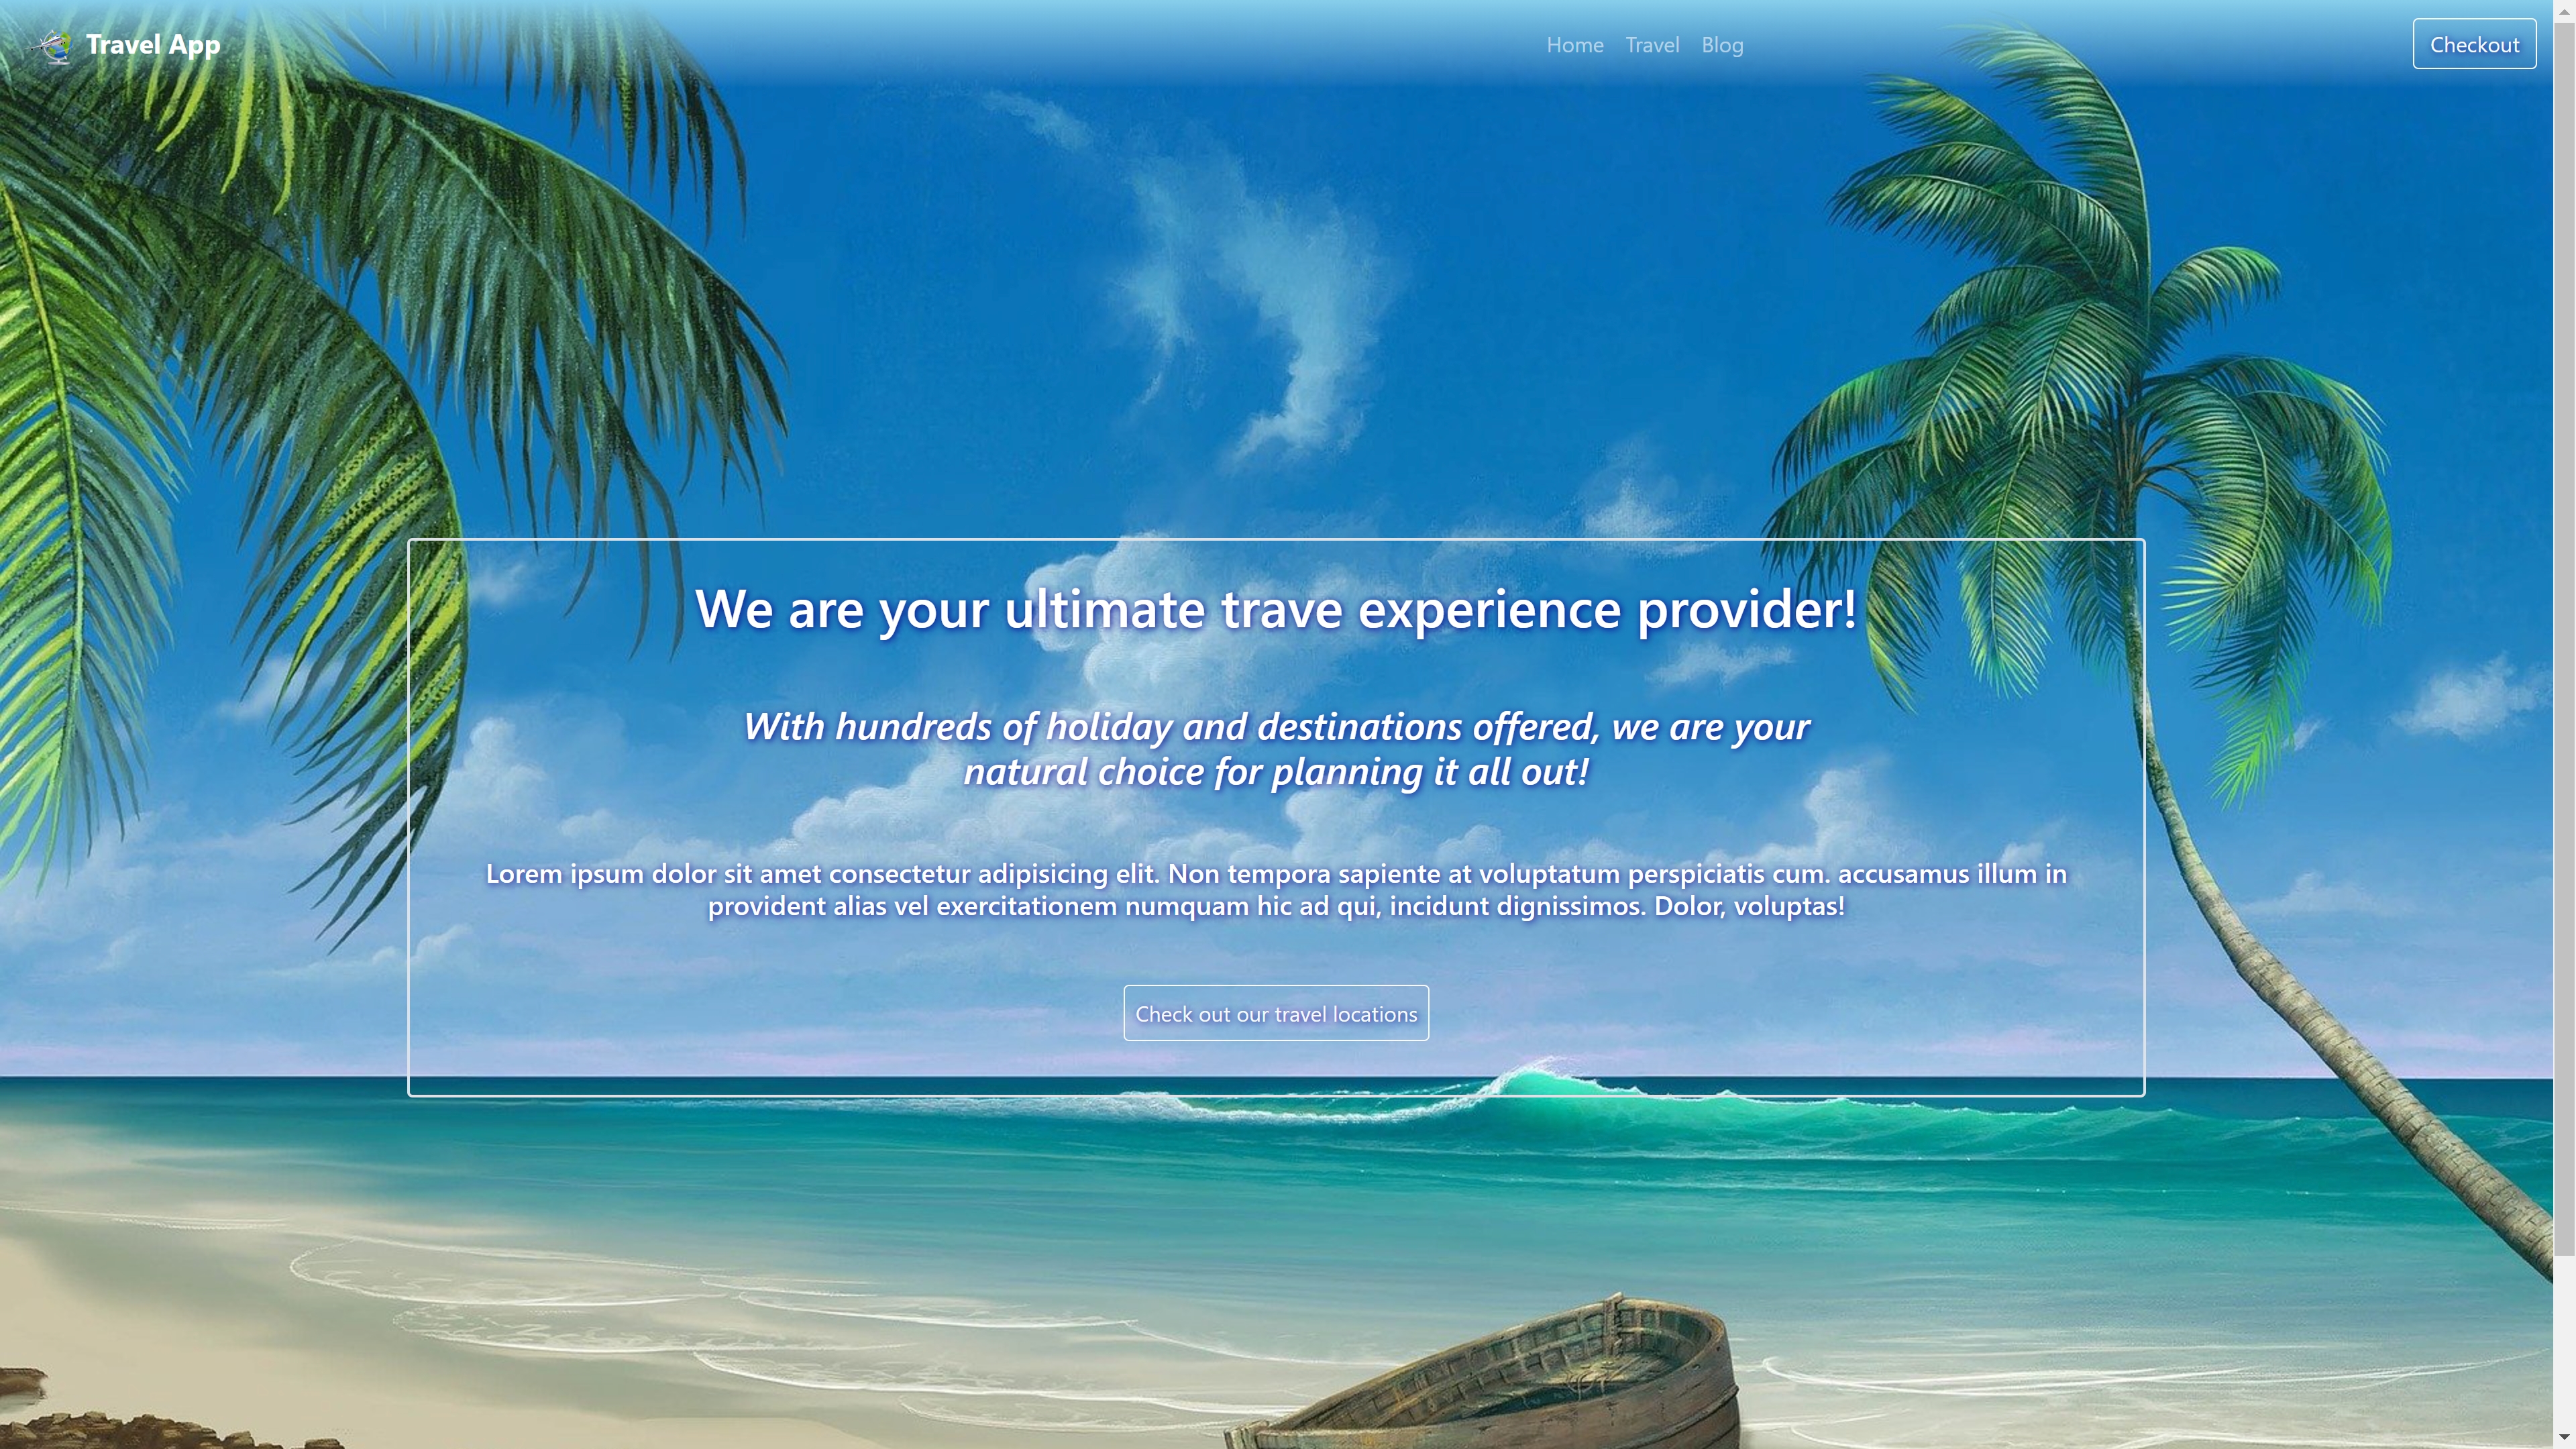 Travel App
Home Travel Blog
Checkout
We are your ultimate trave experience provider!
With hundreds of holiday and destinations offered, we are your
natural choice for planning it all out!
Lorem ipsum dolor sit amet consectetur adipisicing elit. Non tempora sapiente at voluptatum perspiciatis cum. accusamus illum in
provident alias vel exercitationem numquam hic ad qui, incidunt dignissimos. Dolor, voluptas!
Check out our travel locations